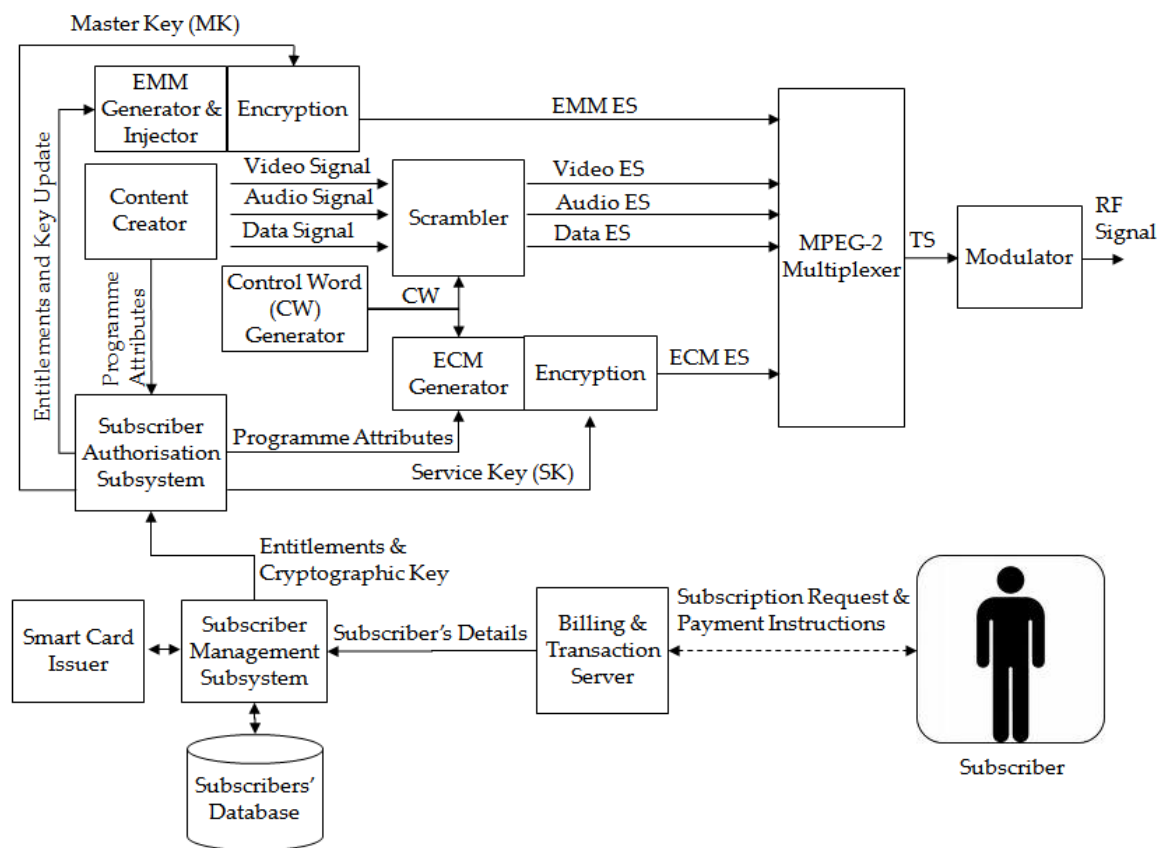 Master Key (MK)
EMM
Generator &
Injector
Encryption
EMM ES
Entitlements and Key Update
Content
Creator
Video Signal
Audio Signal
Data Signal
Scrambler
Video ES
Audio ES
Data ES
MPEG-2
Multiplexer
TS
Modulator
RF
Signal
Control Word
(CW)
Generator
CW
Programme
Attributes
ECM
Generator
Encryption
ECM ES
Subscriber
Authorisation
Subsystem
Programme Attributes
Service Key (SK)
Entitlements &
Cryptographic Key
Smart Card
Issuer
Subscriber
Management
Subsystem
Subscriber's Details
Billing &
Transaction
Server
Subscription Request &
Payment Instructions
Subscriber
Subscribers'
Database